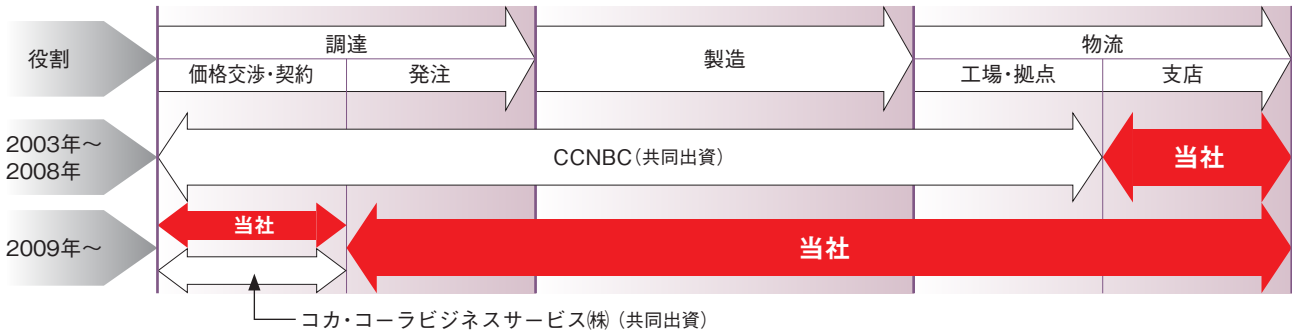 役割
調達
価格交渉・契約
発注
製造
物流
工場・拠点
支店
2003年〜
2008年
CCNBC(共同出資)
当社
2009年〜
当社
当社
コカ・コーラビジネスサービス㈱(共同出資)